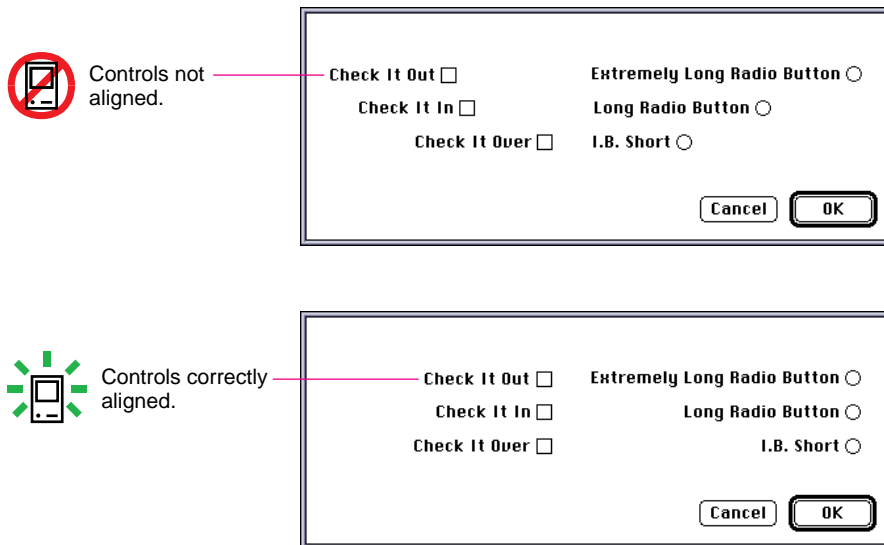 Controls not
aligned.
Check It Out
Extremely Long Radio Button
Check It In
Long Radio Button
Check It Over
I.B. Short
Cancel
OK
Controls correctly
aligned.
Check It Out
Extremely Long Radio Button
Check It In
Long Radio Button
Check It Over
I.B. Short
Cancel
OK